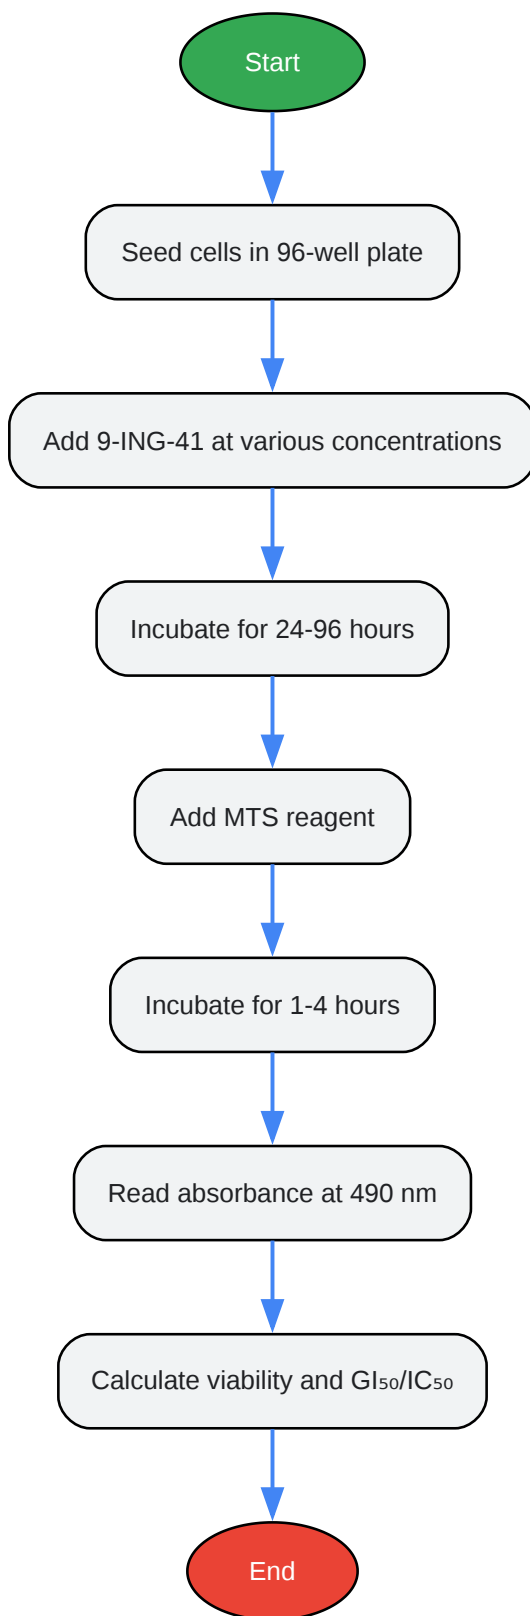 Start
Seed cells in 96-well plate
Add 9-ING-41 at various concentrations
Incubate for 24-96 hours
Add MTS reagent
Incubate for 1-4 hours
Read absorbance at 490 nm
Calculate viability and GI₅₀/IC₅₀
End